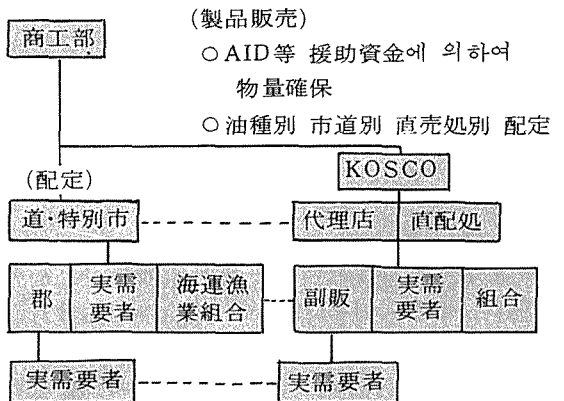 (製品販売)
商工部
○AID等 援助資金에 의하여
物量確保
○油種別 市道別 直売処別 配定
(配定)
KOSCO
道·特別市
代理店 直配処
郡 実需要者 海運漁業組合 副販 実需要者 組合
実需要者 実需要者